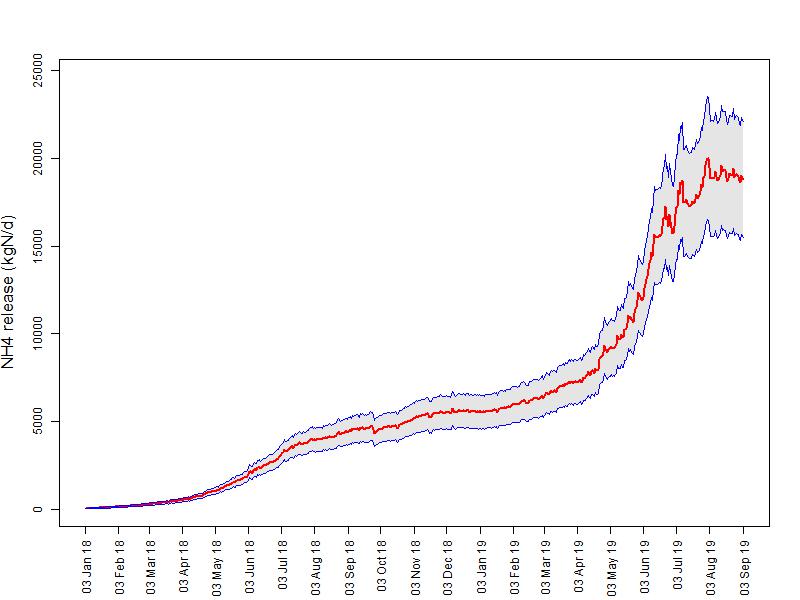 NH4 release (kgN/d)
25000
20000
15000
10000
5000
0
03 Jan 18
03 Feb 18
03 Mar 18
03 Apr 18
03 May 18
03 Jun 18
03 Jul 18
03 Aug 18
03 Sep 18
03 Oct 18
03 Nov 18
03 Dec 18
03 Jan 19
03 Feb 19
03 Mar 19
03 Apr 19
03 May 19
03 Jun 19
03 Jul 19
03 Aug 19
03 Sep 19